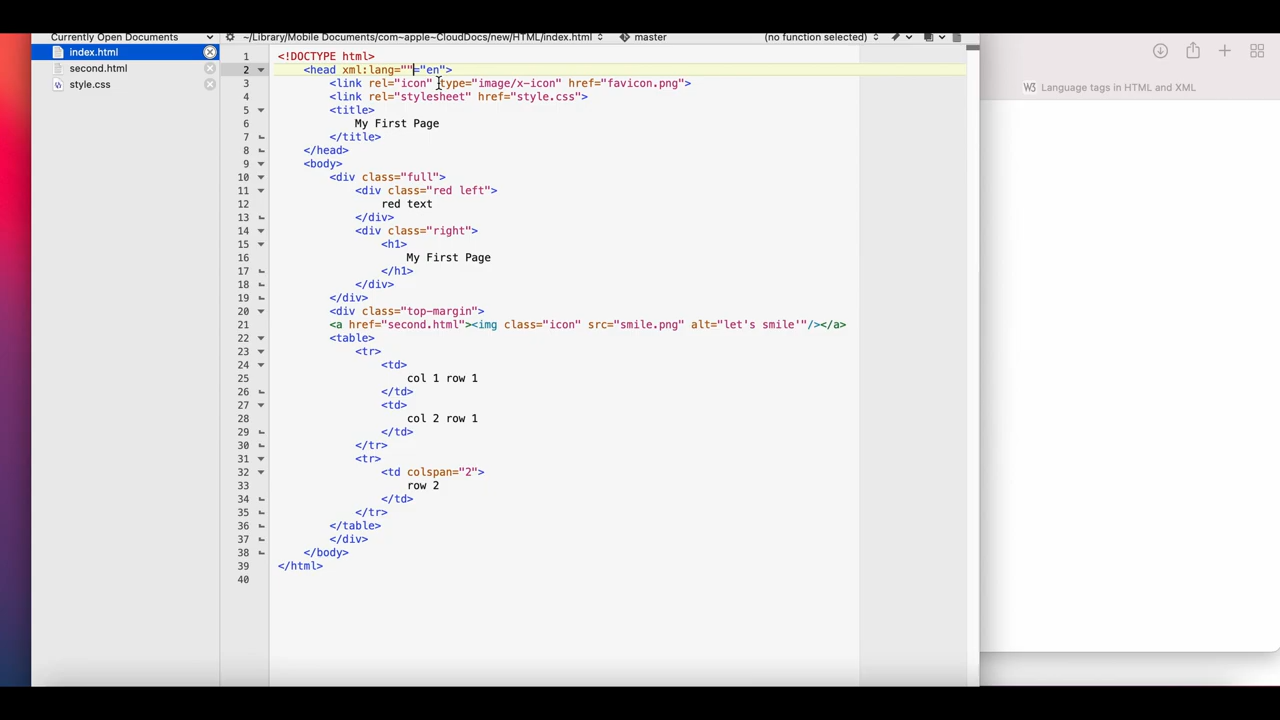 Currently Open Documents
~/Library/Mobile Documents/com~apple~CloudDocs/new/HTML/index.html
master
(no function selected)
index.html
second.html
style.css
Language tags in HTML and XML
1 <!DOCTYPE html>
2 <head xml:lang=""="en">
3 <link rel="icon" type="image/x-icon" href="favicon.png">
4 <link rel="stylesheet" href="style.css">
5 <title>
6 My First Page
7 </title>
8 </head>
9 <body>
10 <div class="full">
11 <div class="red left">
12 red text
13 </div>
14 <div class="right">
15 <h1>
16 My First Page
17 </h1>
18 </div>
19 </div>
20 <div class="top-margin">
21 <a href="second.html"><img class="icon" src="smile.png" alt="let's smile'"/></a>
22 <table>
23 <tr>
24 <td>
25 col 1 row 1
26 </td>
27 <td>
28 col 2 row 1
29 </td>
30 </tr>
31 <tr>
32 <td colspan="2">
33 row 2
34 </td>
35 </tr>
36 </table>
37 </div>
38 </body>
39 </html>
40